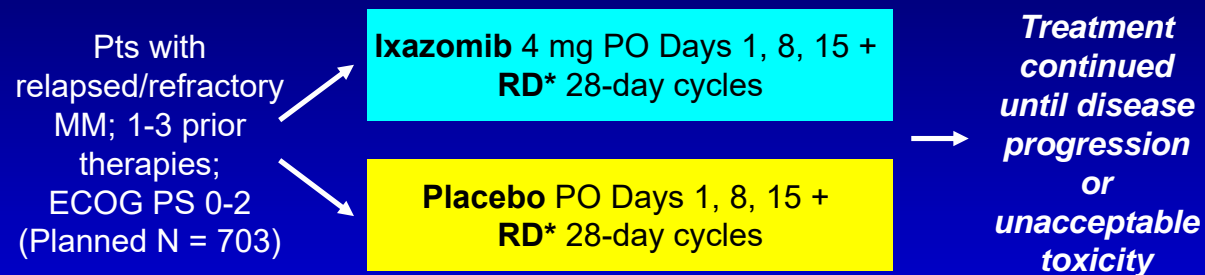 Pts with
relapsed/refractory
MM; 1-3 prior
therapies;
ECOG PS 0-2
(Planned N = 703)
Ixazomib 4 mg PO Days 1, 8, 15 +
RD* 28-day cycles
Placebo PO Days 1, 8, 15 +
RD* 28-day cycles
Treatment
continued
until disease
progression
or
unacceptable
toxicity